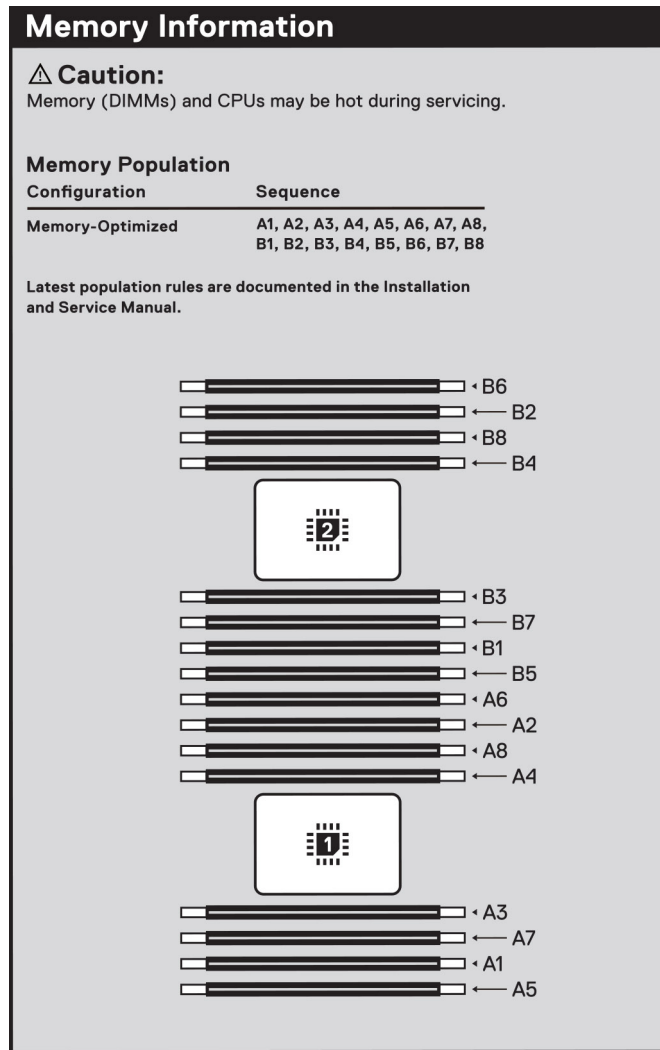 Memory Information
⚠ Caution:
Memory (DIMMs) and CPUs may be hot during servicing.
Memory Population
Configuration Sequence
Memory-Optimized A1, A2, A3, A4, A5, A6, A7, A8,
B1, B2, B3, B4, B5, B6, B7, B8
Latest population rules are documented in the Installation
and Service Manual.
B6
B2
B8
B4
2
B3
B7
B1
B5
A6
A2
A8
A4
1
A3
A7
A1
A5